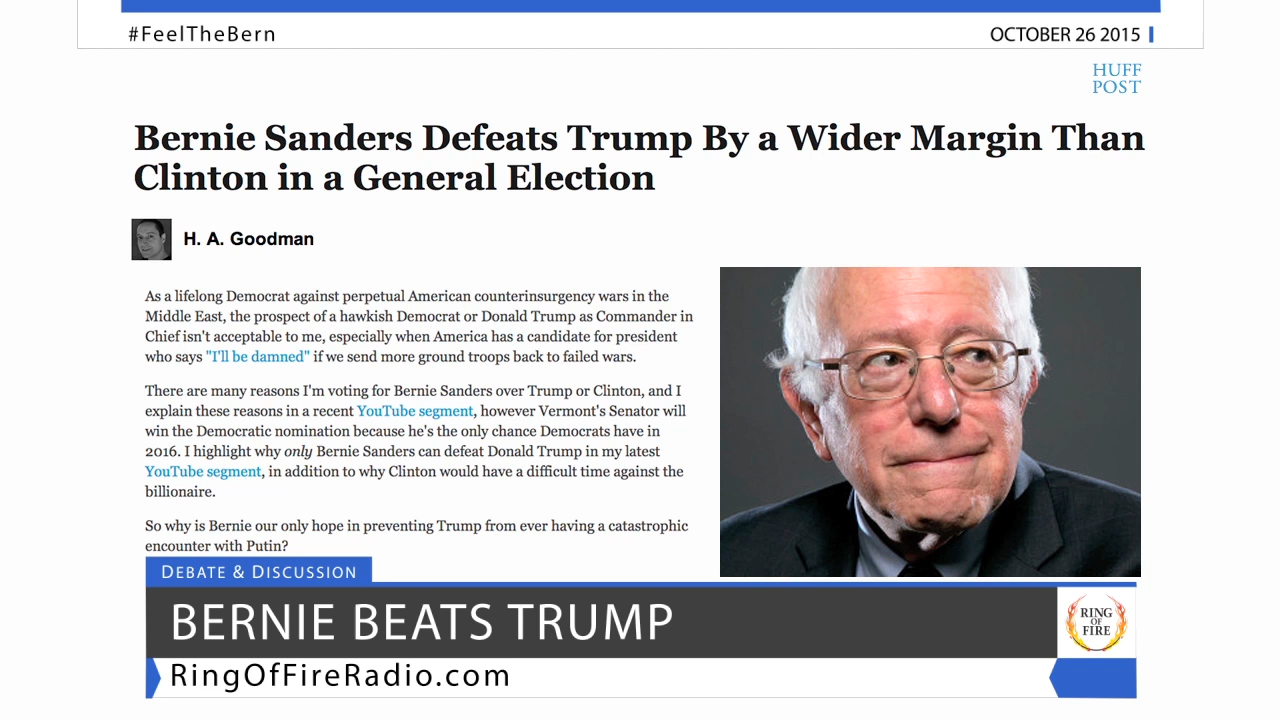 #FeelTheBern
OCTOBER 26 2015
HUFF
POST
Bernie Sanders Defeats Trump By a Wider Margin Than
Clinton in a General Election
H. A. Goodman
As a lifelong Democrat against perpetual American counterinsurgency wars in the
Middle East, the prospect of a hawkish Democrat or Donald Trump as Commander in
Chief isn't acceptable to me, especially when America has a candidate for president
who says "I'll be damned" if we send more ground troops back to failed wars.
There are many reasons I'm voting for Bernie Sanders over Trump or Clinton, and I
explain these reasons in a recent YouTube segment, however Vermont's Senator will
win the Democratic nomination because he's the only chance Democrats have in
2016. I highlight why only Bernie Sanders can defeat Donald Trump in my latest
YouTube segment, in addition to why Clinton would have a difficult time against the
billionaire.
So why is Bernie our only hope in preventing Trump from ever having a catastrophic
encounter with Putin?
DEBATE & DISCUSSION
BERNIE BEATS TRUMP
RING
OF
FIRE
RingOfFireRadio.com